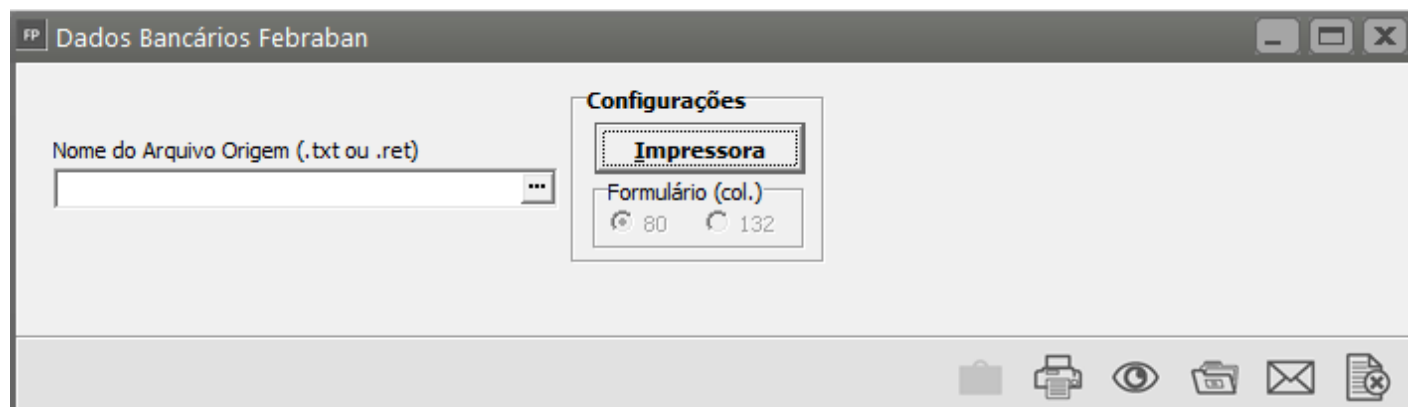 FP Dados Bancários Febraban
Configurações
Impressora
Nome do Arquivo Origem (.txt ou .ret)
...
Formulário (col.)
80 132